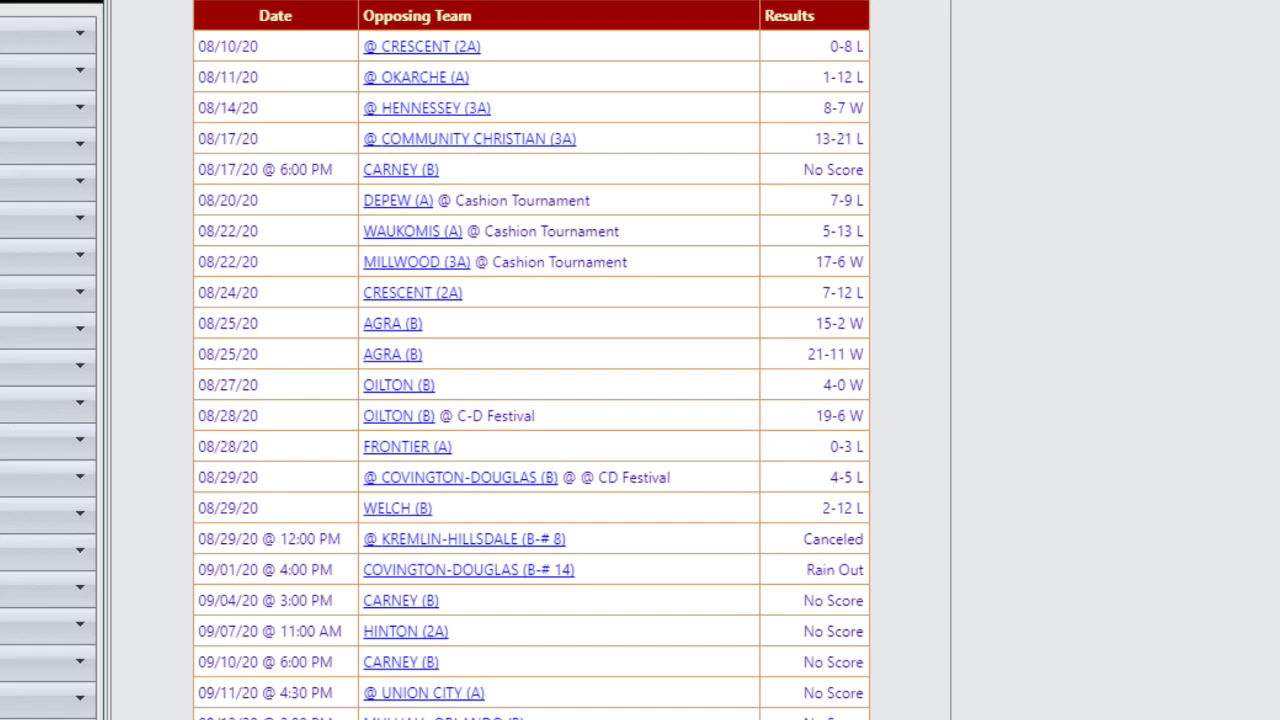 Date Opposing Team Results
08/10/20 @ CRESCENT (2A) 0-8 L
08/11/20 @ OKARCHE (A) 1-12 L
08/14/20 @ HENNESSEY (3A) 8-7 W
08/17/20 @ COMMUNITY CHRISTIAN (3A) 13-21 L
08/17/20 @ 6:00 PM CARNEY (B) No Score
08/20/20 DEPEW (A) @ Cashion Tournament 7-9 L
08/22/20 WAUKOMIS (A) @ Cashion Tournament 5-13 L
08/22/20 MILLWOOD (3A) @ Cashion Tournament 17-6 W
08/24/20 CRESCENT (2A) 7-12 L
08/25/20 AGRA (B) 15-2 W
08/25/20 AGRA (B) 21-11 W
08/27/20 OILTON (B) 4-0 W
08/28/20 OILTON (B) @ C-D Festival 19-6 W
08/28/20 FRONTIER (A) 0-3 L
08/29/20 @ COVINGTON-DOUGLAS (B) @ @ CD Festival 4-5 L
08/29/20 WELCH (B) 2-12 L
08/29/20 @ 12:00 PM @ KREMLIN-HILLSDALE (B-# 8) Canceled
09/01/20 @ 4:00 PM COVINGTON-DOUGLAS (B-# 14) Rain Out
09/04/20 @ 3:00 PM CARNEY (B) No Score
09/07/20 @ 11:00 AM HINTON (2A) No Score
09/10/20 @ 6:00 PM CARNEY (B) No Score
09/11/20 @ 4:30 PM @ UNION CITY (A) No Score